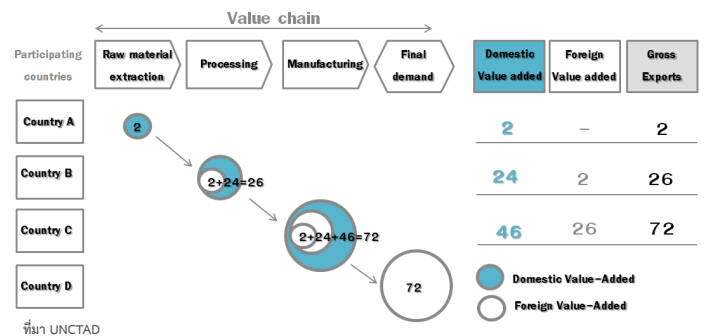 Value chain
Participating
countries
Raw material
extraction
Processing
Manufacturing
Final
demand
Domestic
Value added
Foreign
Value added
Gross
Exports
Country A
2
2
–
2
Country B
2+24=26
24
2
26
Country C
2+24+46=72
46
26
72
Country D
72
Domestic Value-Added
Foreign Value-Added
ที่มา UNCTAD